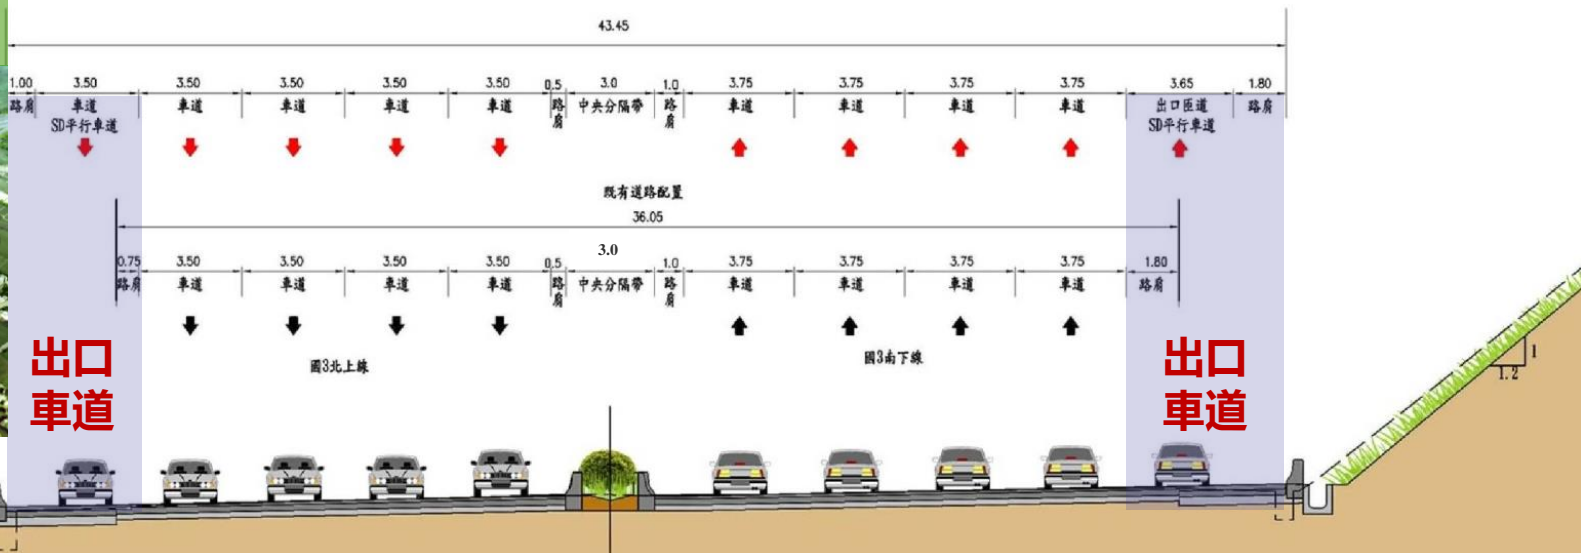 43.45
1.00 3.50 3.50 3.50 3.50 3.50 0.5 3.0 1.0 3.75 3.75 3.75 3.75 3.65 1.80
路肩 車道 車道 車道 車道 車道 路肩 中央分隔帶 路肩 車道 車道 車道 車道 出口匝道 路肩
SD平行車道 SD平行車道
既有道路配置
36.05
0.75 3.50 3.50 3.50 3.50 0.5 3.0 1.0 3.75 3.75 3.75 3.75 1.80
路肩 車道 車道 車道 車道 路肩 中央分隔帶 路肩 車道 車道 車道 車道 路肩
國3北上線 國3南下線
出口
車道
出口
車道
1
1.2